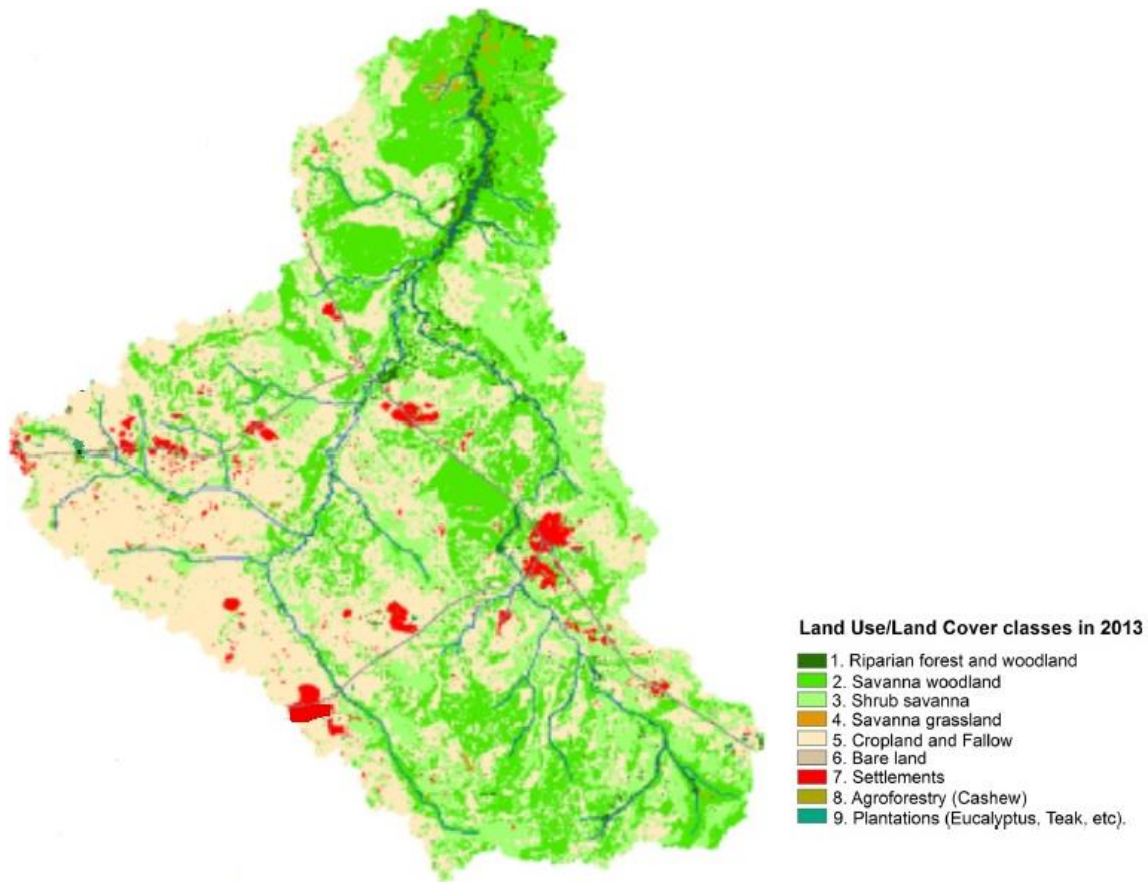 Land Use/Land Cover classes in 2013
1. Riparian forest and woodland
2. Savanna woodland
3. Shrub savanna
4. Savanna grassland
5. Cropland and Fallow
6. Bare land
7. Settlements
8. Agroforestry (Cashew)
9. Plantations (Eucalyptus, Teak, etc).